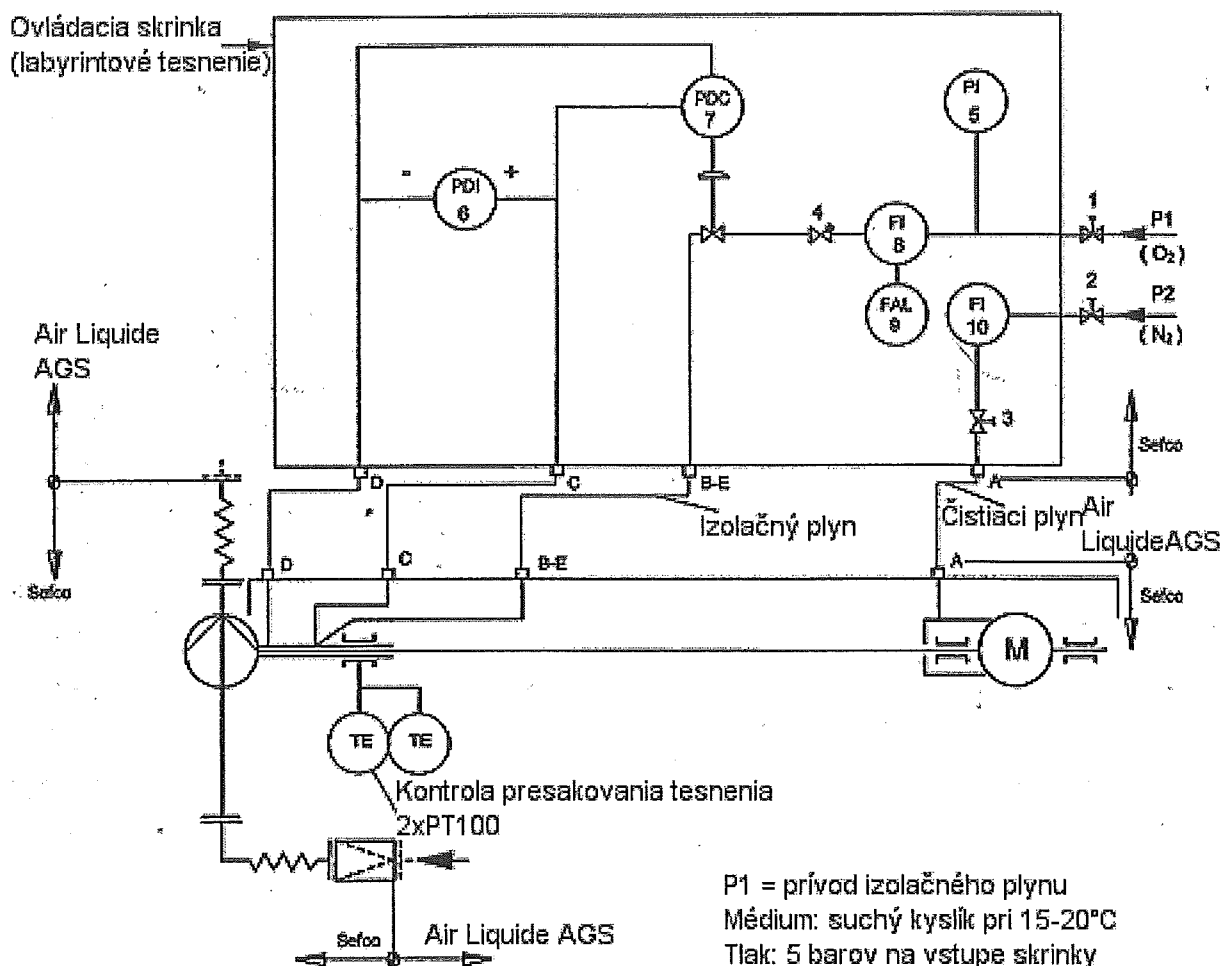 Ovládacia skrinka
(labyrintové tesnenie)
PDC
7
PI
5
-
PDI
6
+
1
P1
(O₂)
4
FI
8
2
P2
(N₂)
FAL
9
FI
10
3
Air Liquide
AGS
Sefco
Sefco
D
C
B-E
A
Izolačný plyn
Čistiaci plyn
Air
LiquideAGS
D
C
B-E
A
Sefco
M
TE
TE
Kontrola presakovania tesnenia
2xPT100
Sefco
Air Liquide AGS
P1 = prívod izolačného plynu
Médium: suchý kyslík pri 15-20°C
Tlak: 5 barov na vstupe skrinky